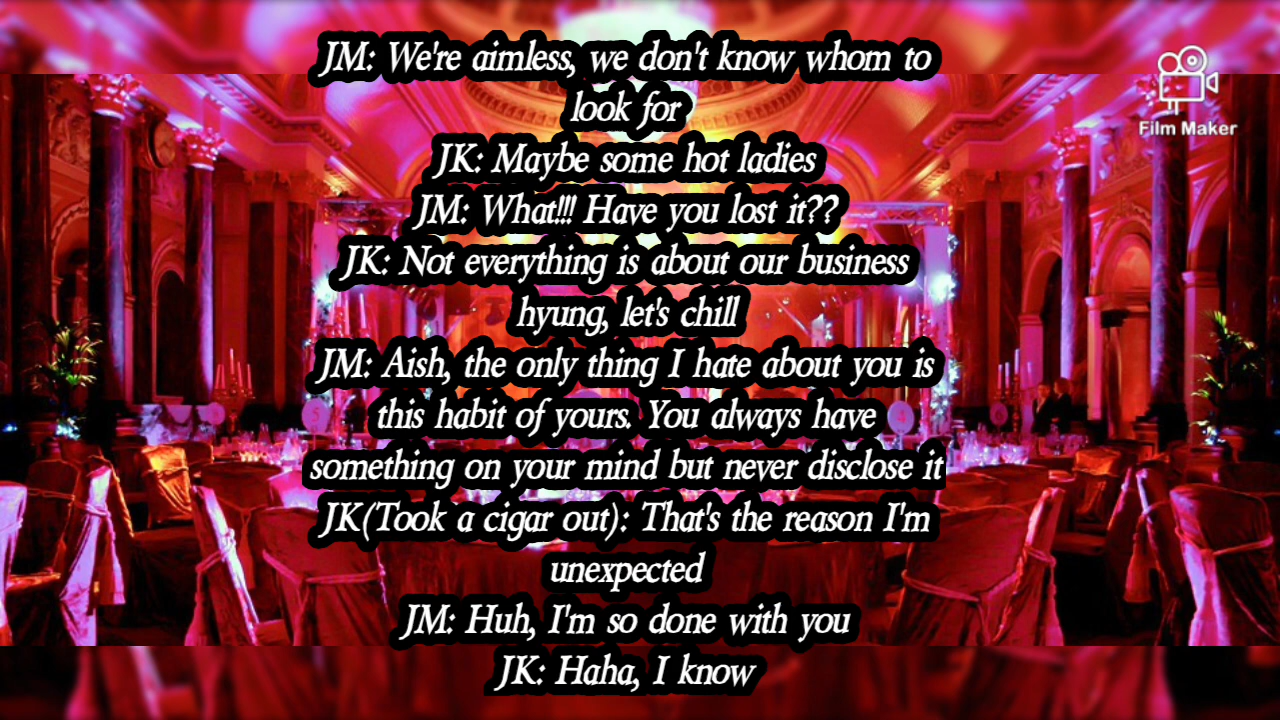 JM: We're aimless, we don't know whom to
look for
JK: Maybe some hot ladies
JM: What!!! Have you lost it??
JK: Not everything is about our business
hyung, let's chill
JM: Aish, the only thing I hate about you is
this habit of yours. You always have
something on your mind but never disclose it
JK(Took a cigar out): That's the reason I'm
unexpected
JM: Huh, I'm so done with you
JK: Haha, I know
Film Maker
5